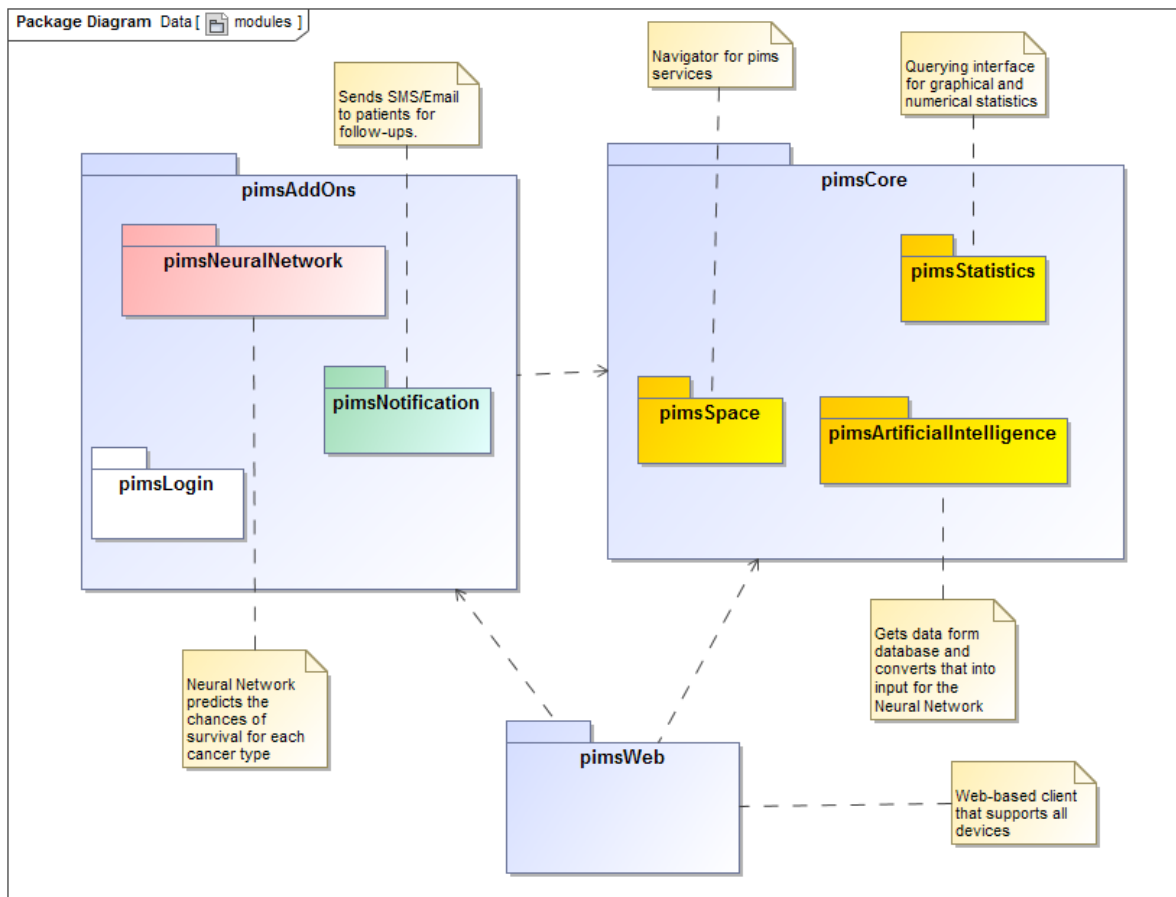 Package Diagram Data [ modules ]
Navigator for pims
services
Querying interface
for graphical and
numerical statistics
Sends SMS/Email
to patients for
follow-ups.
pimsAddOns
pimsCore
pimsNeuralNetwork
pimsStatistics
pimsNotification
pimsSpace
pimsArtificialIntelligence
pimsLogin
Gets data form
database and
converts that into
input for the
Neural Network
Neural Network
predicts the
chances of
survival for each
cancer type
pimsWeb
Web-based client
that supports all
devices